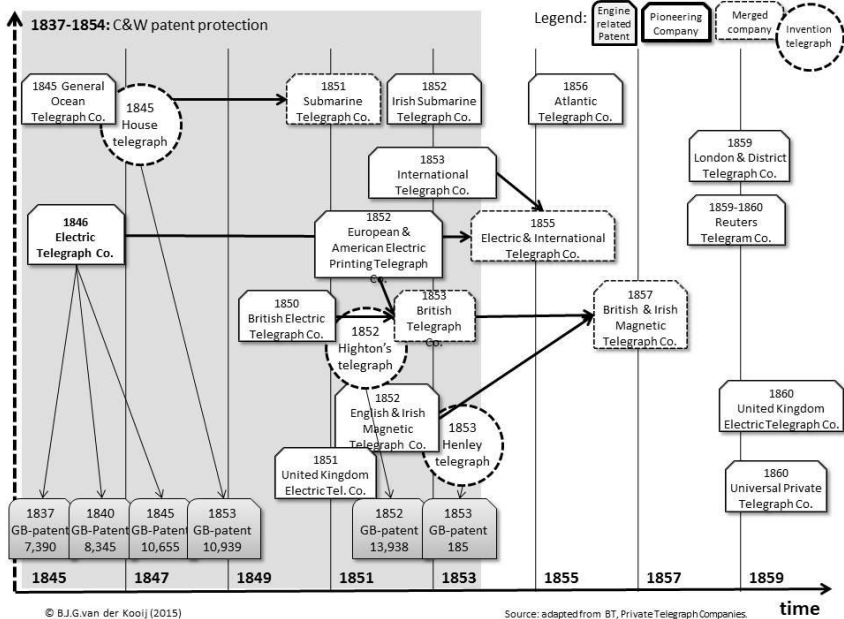 1837-1854: C&W patent protection
Legend:
Engine
related
Patent
Pioneering
Company
Merged
company
Invention
telegraph
1845 General
Ocean
Telegraph Co.
1845
House
telegraph
1851
Submarine
Telegraph Co.
1852
Irish Submarine
Telegraph Co.
1856
Atlantic
Telegraph Co.
1853
International
Telegraph Co.
1859
London & District
Telegraph Co.
1846
Electric
Telegraph Co.
1852
European &
American Electric
Printing Telegraph
Co.
1855
Electric & International
Telegraph Co.
1859-1860
Reuters
Telegram Co.
1850
British Electric
Telegraph Co.
1852
Highton's
telegraph
1853
British
Telegraph
Co.
1857
British & Irish
Magnetic
Telegraph Co.
1852
English & Irish
Magnetic
Telegraph Co.
1853
Henley
telegraph
1860
United Kingdom
Electric Telegraph Co.
1851
United Kingdom
Electric Tel. Co.
1860
Universal Private
Telegraph Co.
1837
GB-patent
7,390
1840
GB-Patent
8,345
1845
GB-Patent
10,655
1853
GB-patent
10,939
1852
GB-patent
13,938
1853
GB-patent
185
1845 1847 1849 1851 1853 1855 1857 1859
time
© B.J.G.van der Kooij (2015)
Source: adapted from BT, Private Telegraph Companies.